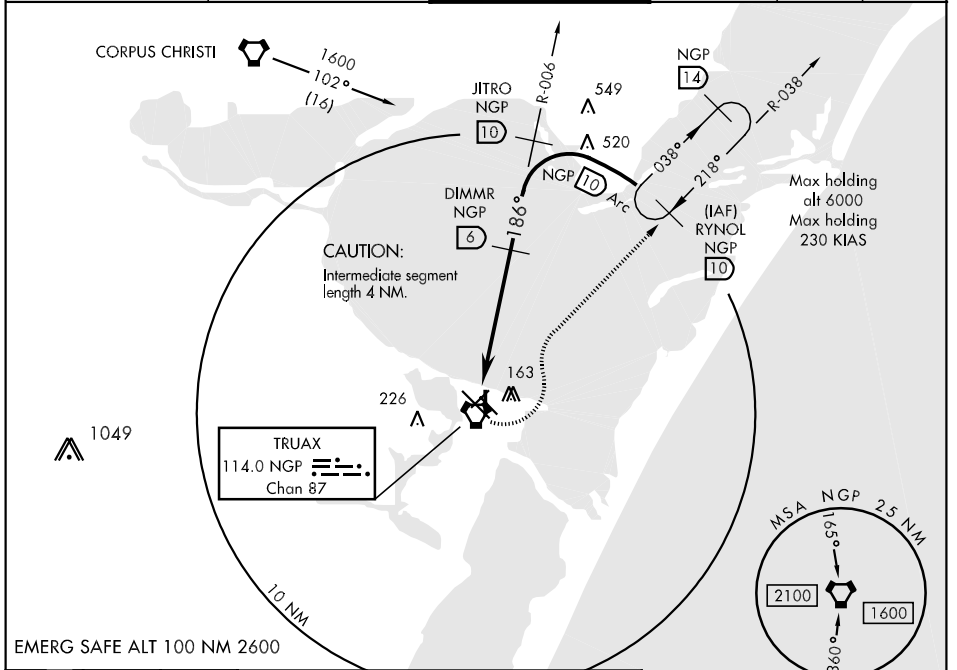 CORPUS CHRISTI
1600
102°
(16)
JITRO
NGP
10
R-006
549
520
NGP
14
R-038
038°
218°
NGP 10 Arc
186°
DIMMR
NGP
6
(IAF)
RYNOL
NGP
10
Max holding
alt 6000
Max holding
230 KIAS
CAUTION:
Intermediate segment
length 4 NM.
163
226
1049
TRUAX
114.0 NGP
Chan 87
10 NM
MSA NGP 25 NM
165°
2100
1600
EMERG SAFE ALT 100 NM 2600